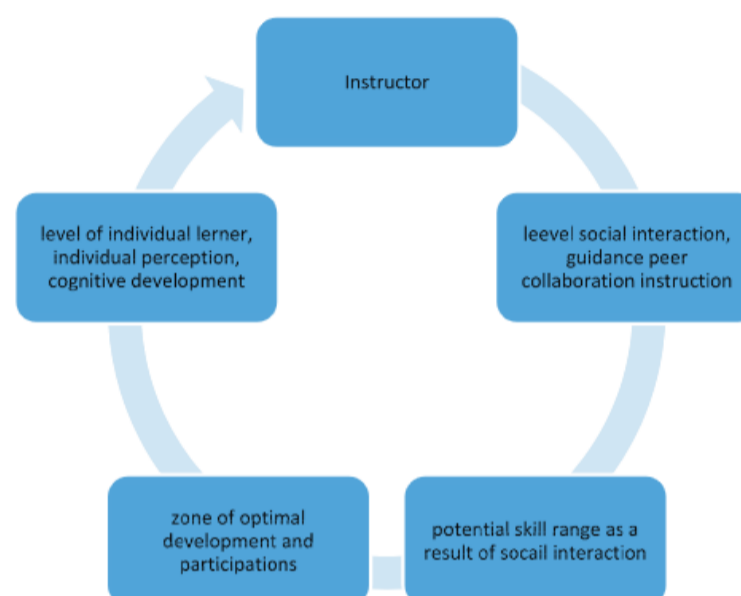 Instructor
leevel social interaction,
guidance peer
collaboration instruction
potential skill range as a
result of socail interaction
zone of optimal
development and
participations
level of individual lerner,
individual perception,
cognitive development